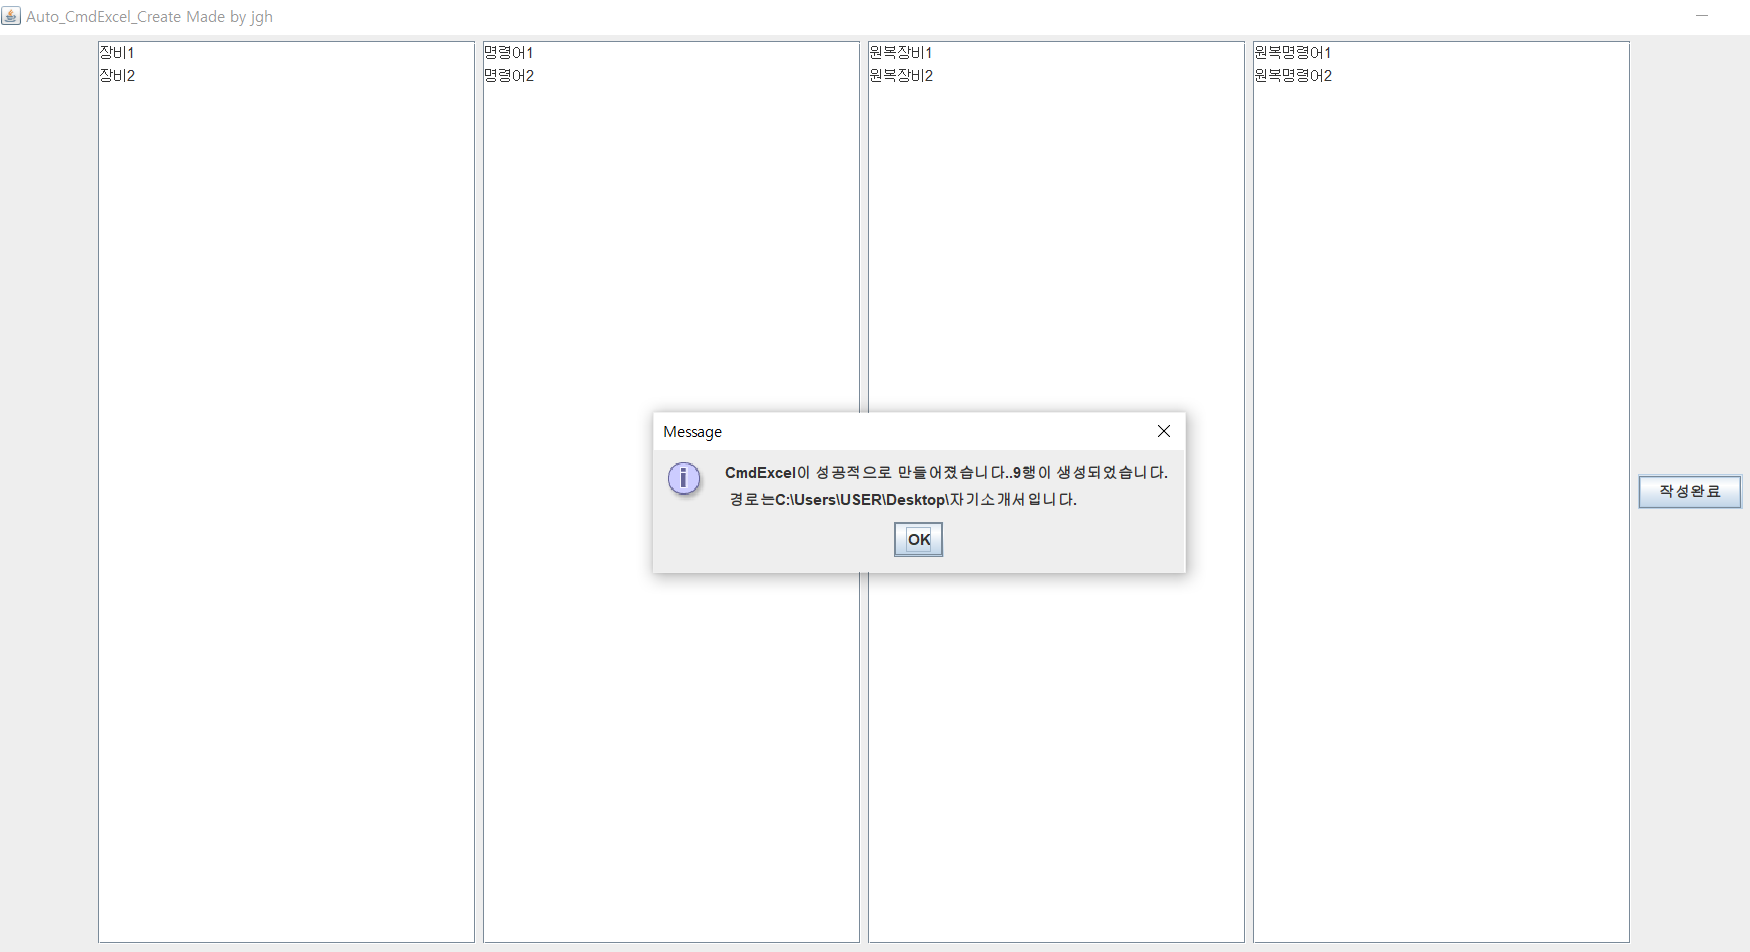 Auto_CmdExcel_Create Made by jgh
장비1
장비2
명령어1
명령어2
원복장비1
원복장비2
원복명령어1
원복명령어2
Message
CmdExcel이 성공적으로 만들어졌습니다..9행이 생성되었습니다.
경로는C:\Users\USER\Desktop\자기소개서입니다.
OK
작성완료